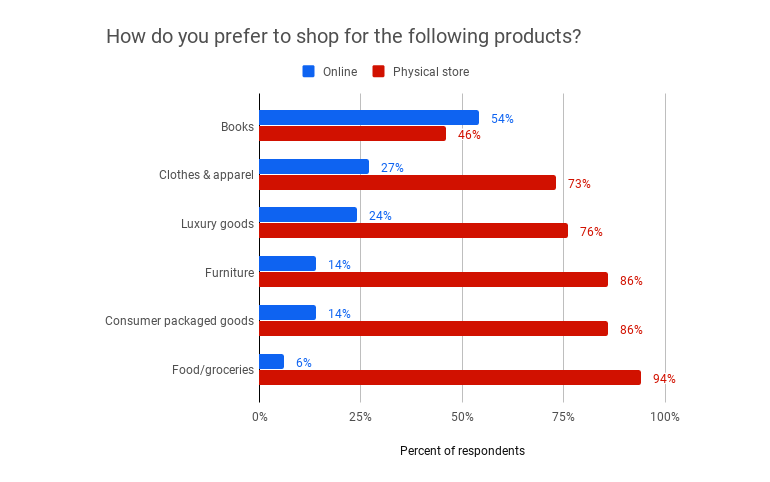 How do you prefer to shop for the following products?
Online Physical store
Books 54%
46%
Clothes & apparel 27%
73%
Luxury goods 24%
76%
Furniture 14%
86%
Consumer packaged goods 14%
86%
Food/groceries 6%
94%
0% 25% 50% 75% 100%
Percent of respondents